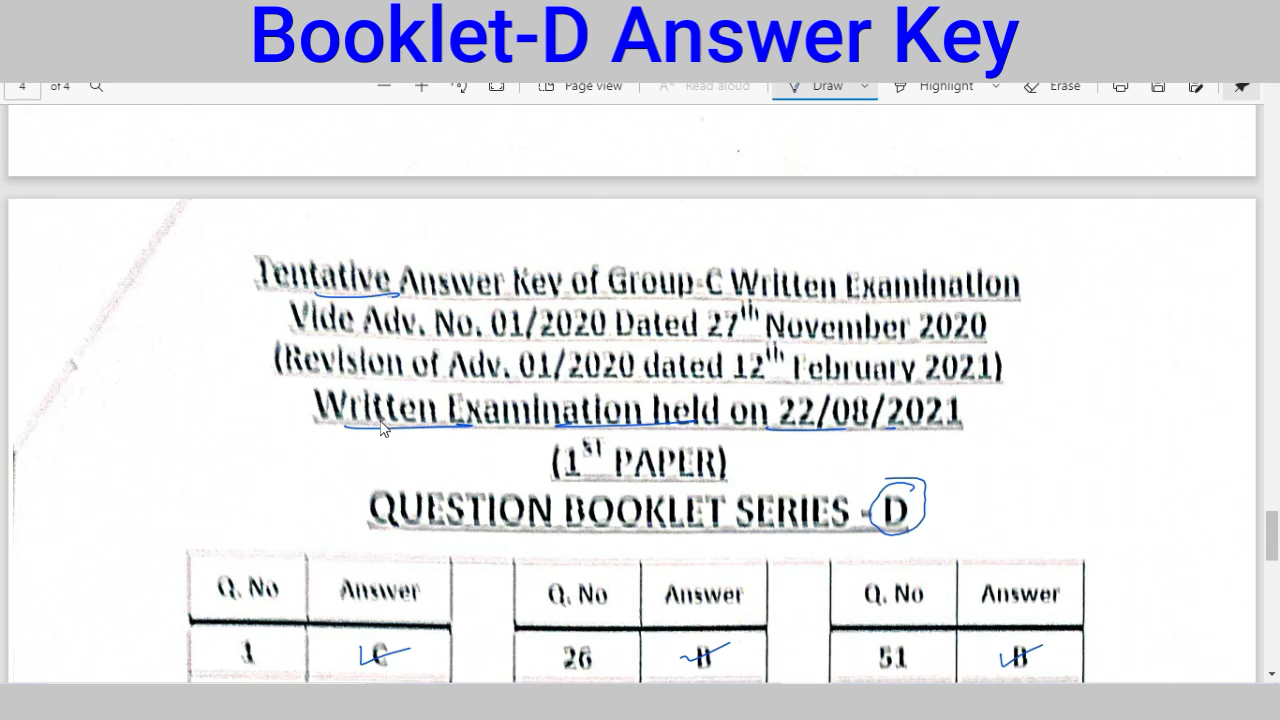 Booklet-D Answer Key
4 of 4 Page view Read aloud Draw Highlight Erase
Tentative Answer Key of Group-C Written Examination
Vide Adv. No. 01/2020 Dated 27th November 2020
(Revision of Adv. 01/2020 dated 12th February 2021)
Written Examination held on 22/08/2021
(1ST PAPER)
QUESTION BOOKLET SERIES - D
Q. No Answer Q. No Answer Q. No Answer
1 C 26 B 51 B